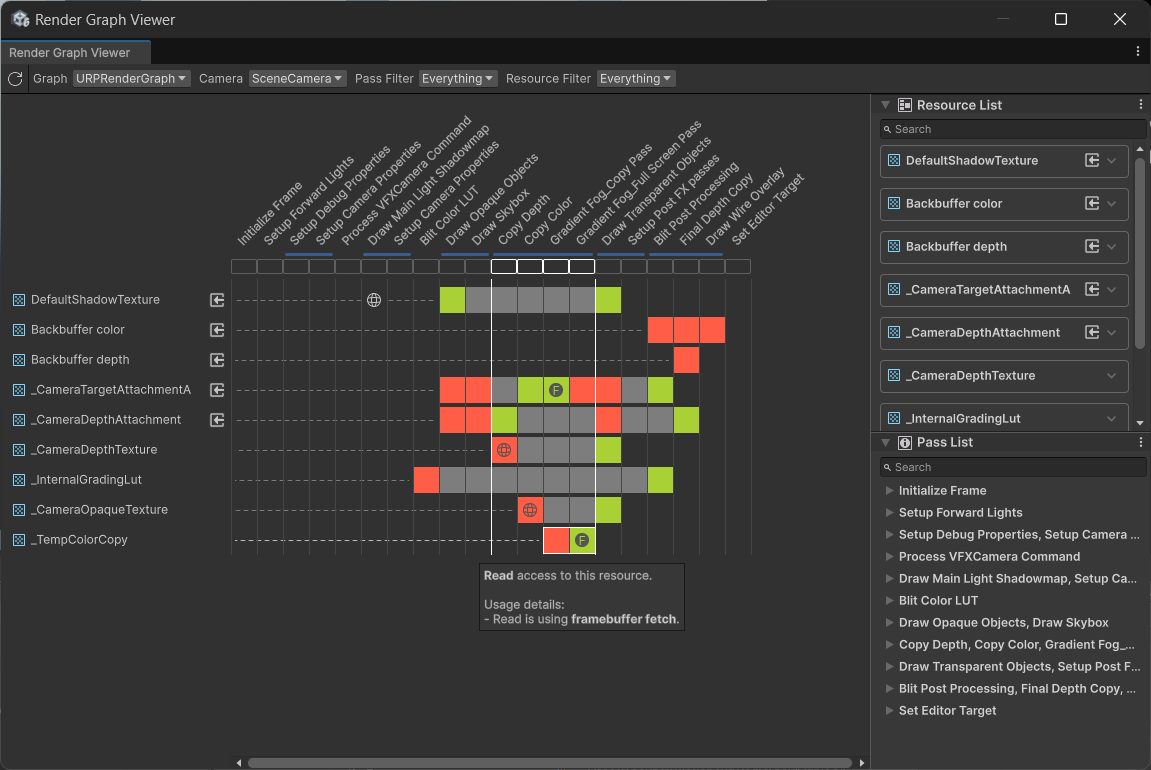 Render Graph Viewer
Render Graph Viewer
Graph URPRenderGraph Camera SceneCamera Pass Filter Everything Resource Filter Everything
Initialize Frame
Setup Forward Lights
Setup Debug Properties
Setup Camera Properties
Process VFXCamera Command
Draw Main Light Shadowmap
Setup Camera Properties
Blit Color LUT
Draw Opaque Objects
Draw Skybox
Copy Depth
Copy Color
Gradient Fog_Copy Pass
Gradient Fog_Full Screen Pass
Draw Transparent Objects
Setup Post FX passes
Blit Post Processing
Final Depth Copy
Draw Wire Overlay
Set Editor Target
DefaultShadowTexture
Backbuffer color
Backbuffer depth
_CameraTargetAttachmentA
F
_CameraDepthAttachment
_CameraDepthTexture
_InternalGradingLut
_CameraOpaqueTexture
_TempColorCopy
F
Read access to this resource.
Usage details:
- Read is using framebuffer fetch.
Resource List
Search
DefaultShadowTexture
Backbuffer color
Backbuffer depth
_CameraTargetAttachmentA
_CameraDepthAttachment
_CameraDepthTexture
_InternalGradingLut
Pass List
Search
Initialize Frame
Setup Forward Lights
Setup Debug Properties, Setup Camera ...
Process VFXCamera Command
Draw Main Light Shadowmap, Setup Ca...
Blit Color LUT
Draw Opaque Objects, Draw Skybox
Copy Depth, Copy Color, Gradient Fog_...
Draw Transparent Objects, Setup Post F...
Blit Post Processing, Final Depth Copy, ...
Set Editor Target